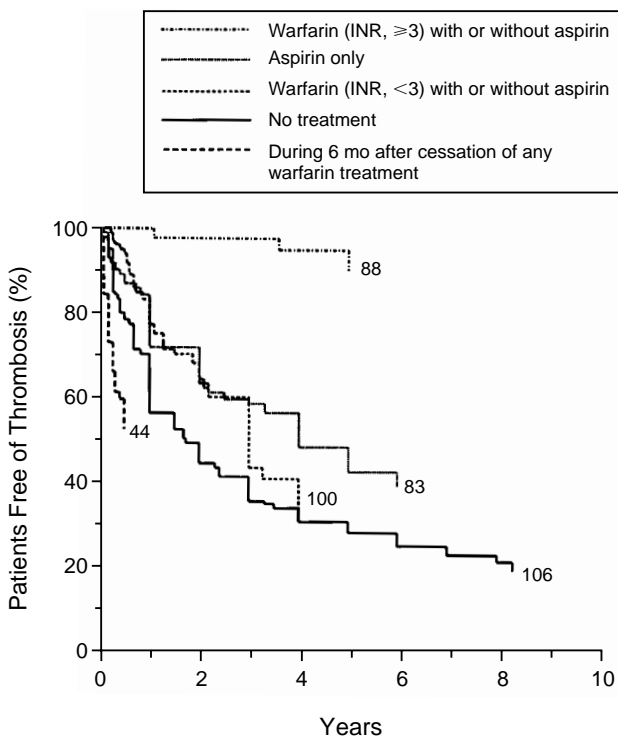 Warfarin (INR, ≥3) with or without aspirin
Aspirin only
Warfarin (INR, <3) with or without aspirin
No treatment
During 6 mo after cessation of any
warfarin treatment
100
80
60
40
20
0
Patients Free of Thrombosis (%)
88
83
100
44
106
0
2
4
6
8
10
Years